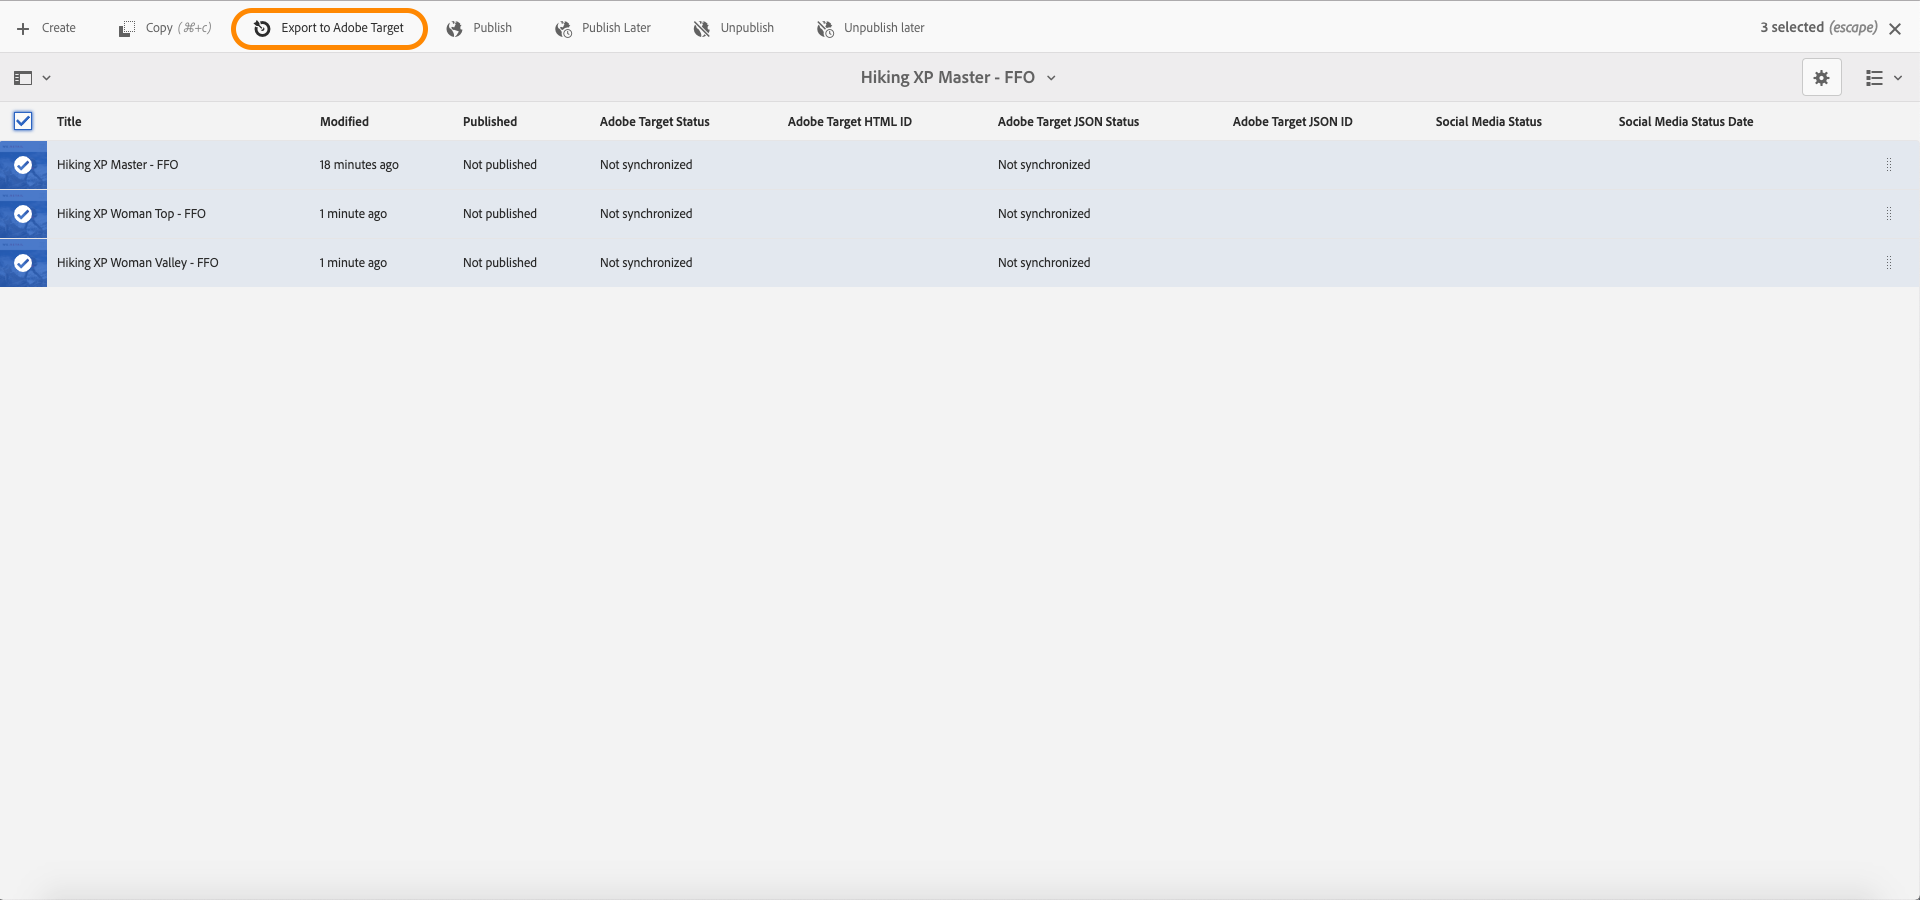 Create Copy (⌘+c) Export to Adobe Target Publish Publish Later Unpublish Unpublish later 3 selected (escape)
Hiking XP Master - FFO
Title Modified Published Adobe Target Status Adobe Target HTML ID Adobe Target JSON Status Adobe Target JSON ID Social Media Status Social Media Status Date
Hiking XP Master - FFO 18 minutes ago Not published Not synchronized Not synchronized
Hiking XP Woman Top - FFO 1 minute ago Not published Not synchronized Not synchronized
Hiking XP Woman Valley - FFO 1 minute ago Not published Not synchronized Not synchronized